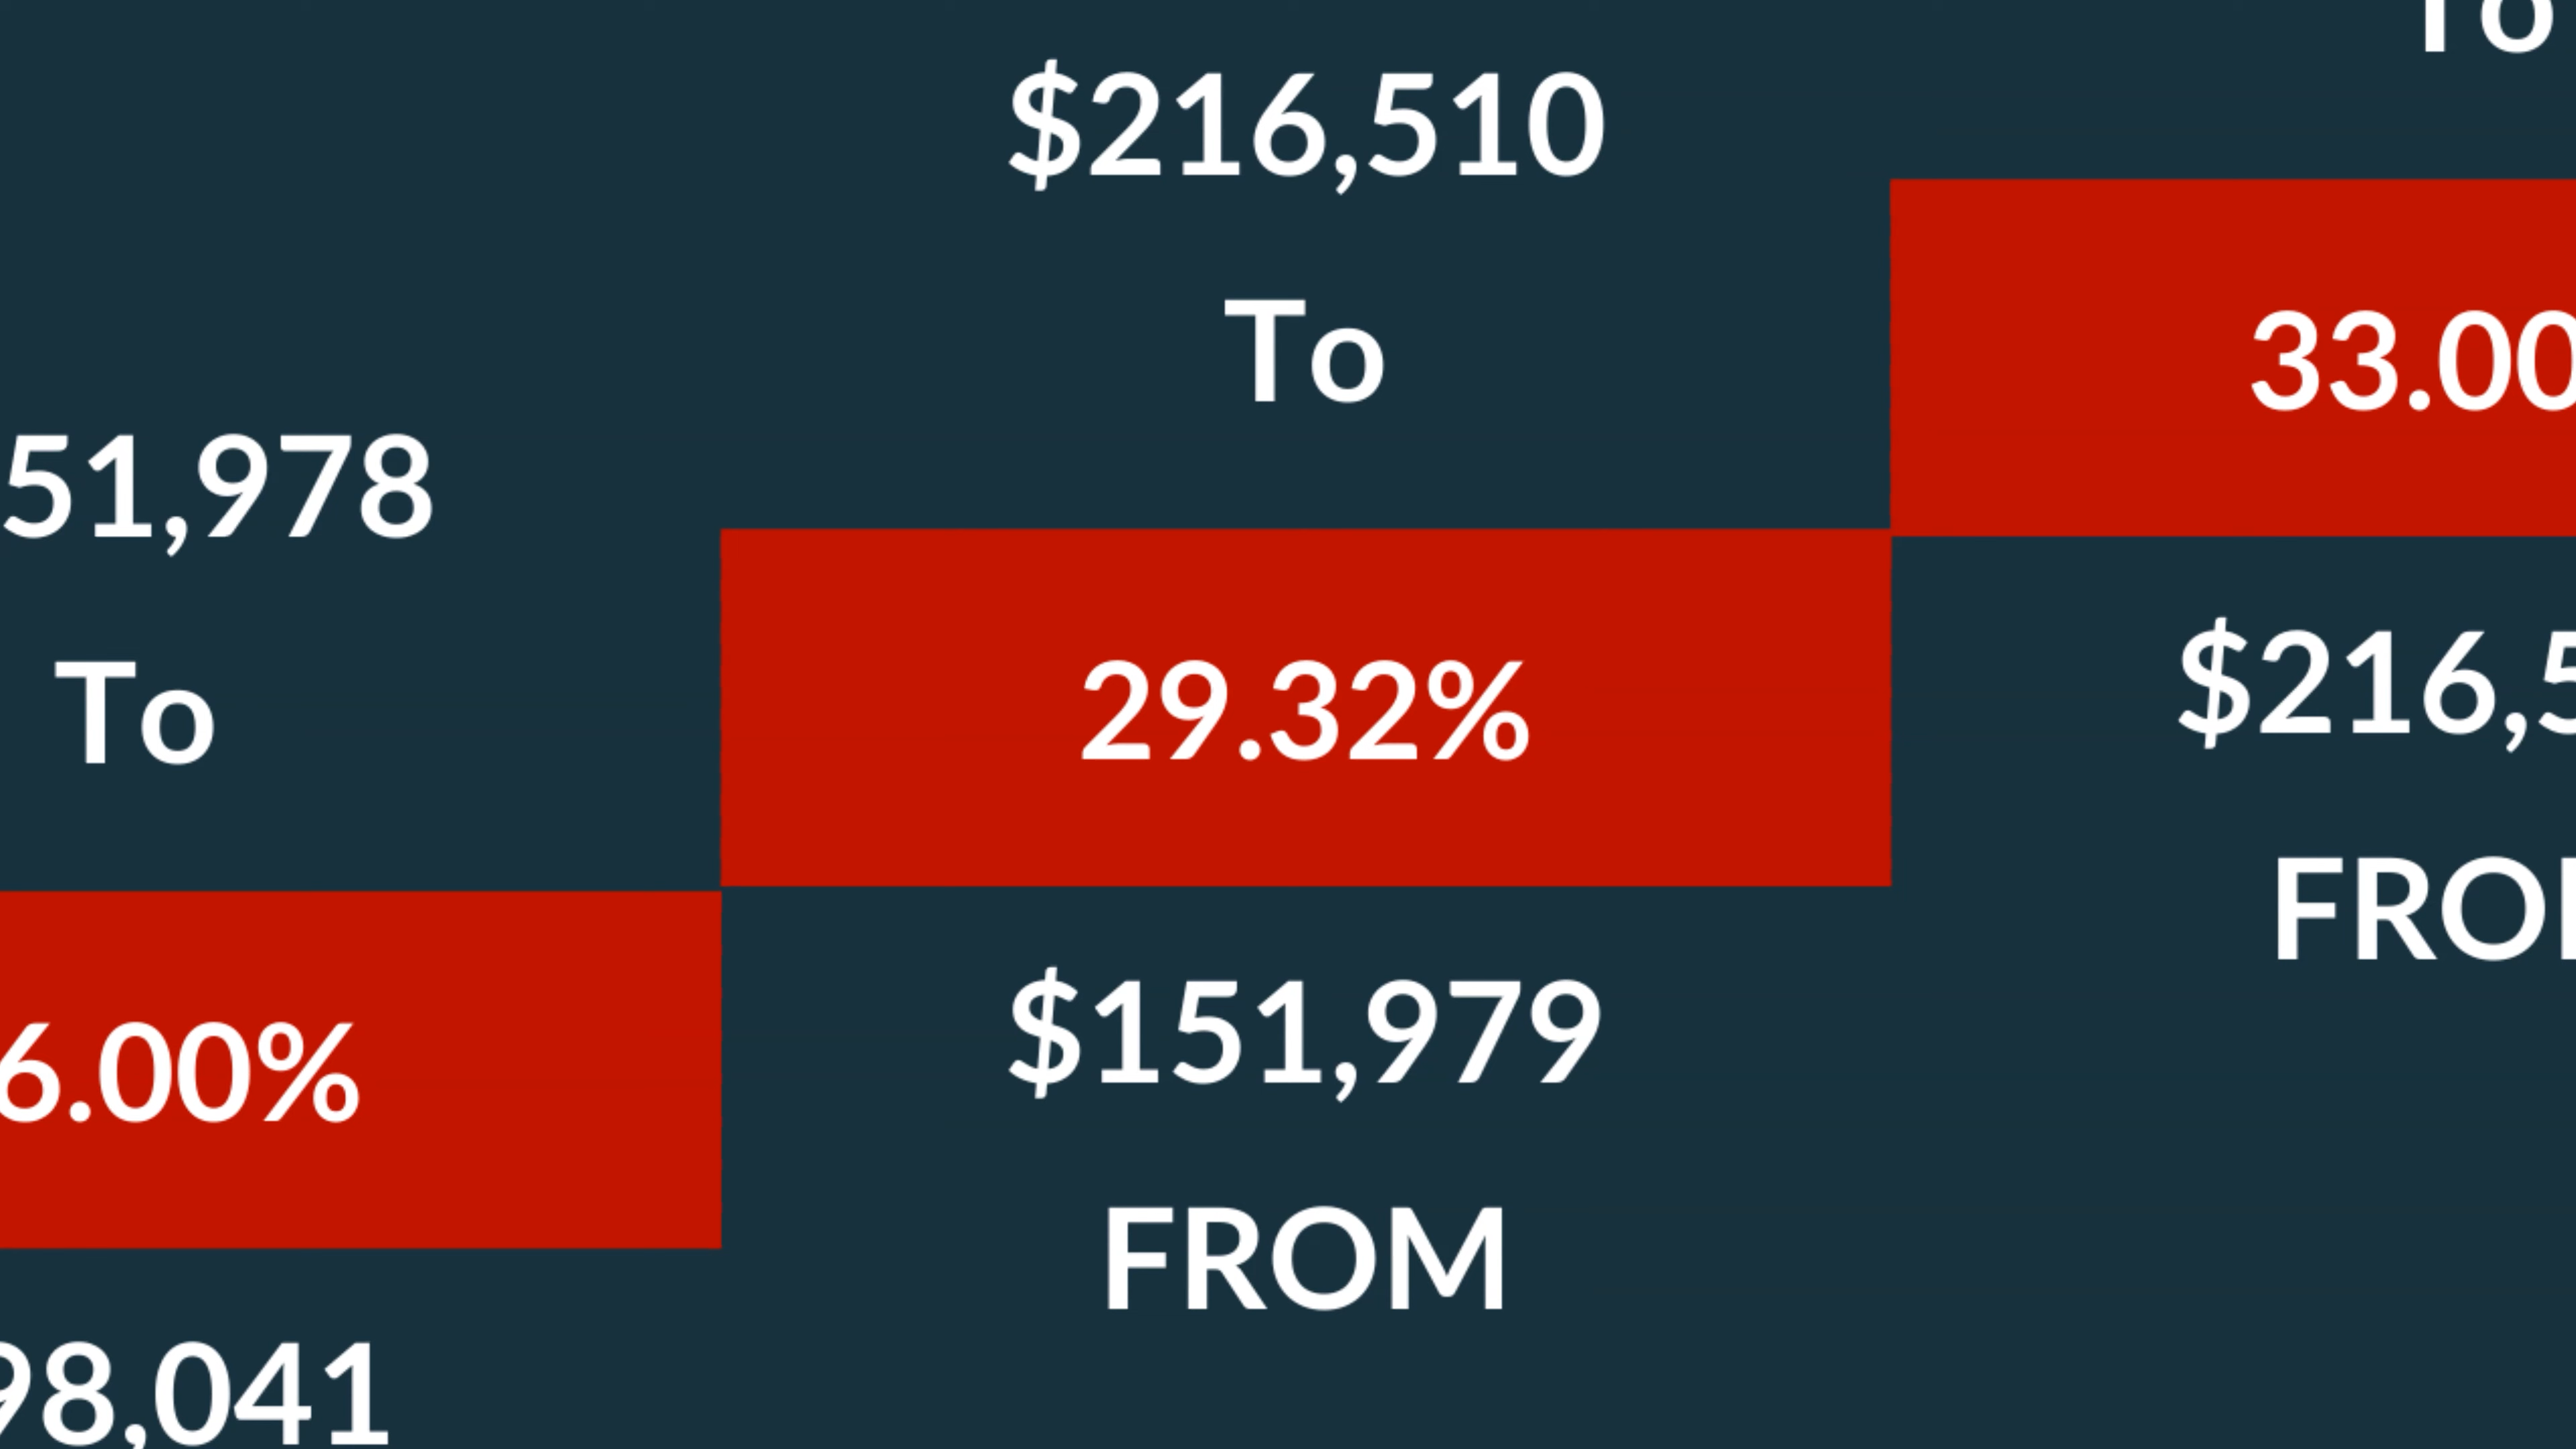 51,978
To
6.00%
98,041
$216,510
To
29.32%
$151,979
FROM
To
33.00
$216,5
FRO